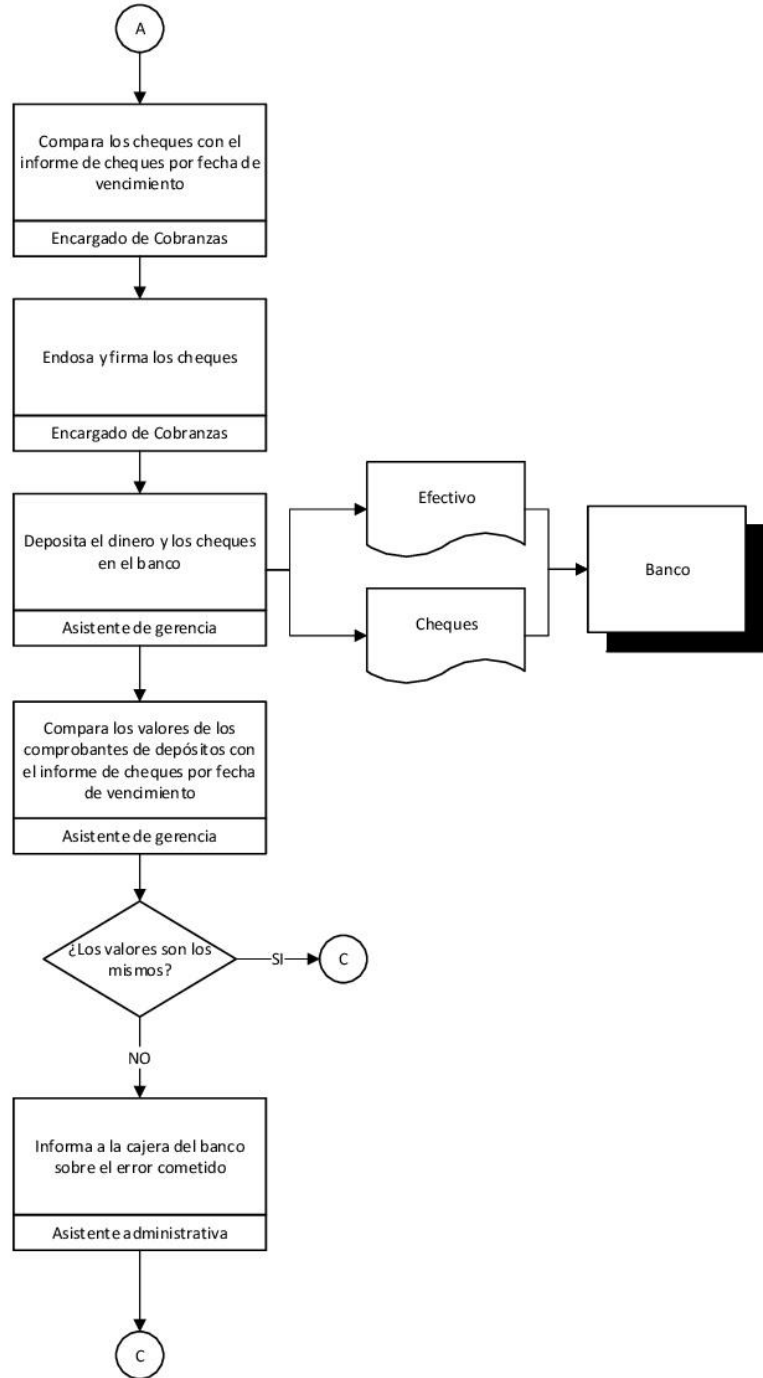 A
Compara los cheques con el
informe de cheques por fecha de
vencimiento
Encargado de Cobranzas
Endosa y firma los cheques
Encargado de Cobranzas
Deposita el dinero y los cheques
en el banco
Asistente de gerencia
Efectivo
Cheques
Banco
Compara los valores de los
comprobantes de depósitos con
el informe de cheques por fecha
de vencimiento
Asistente de gerencia
¿Los valores son los
mismos?
SI
C
NO
Informa a la cajera del banco
sobre el error cometido
Asistente administrativa
C